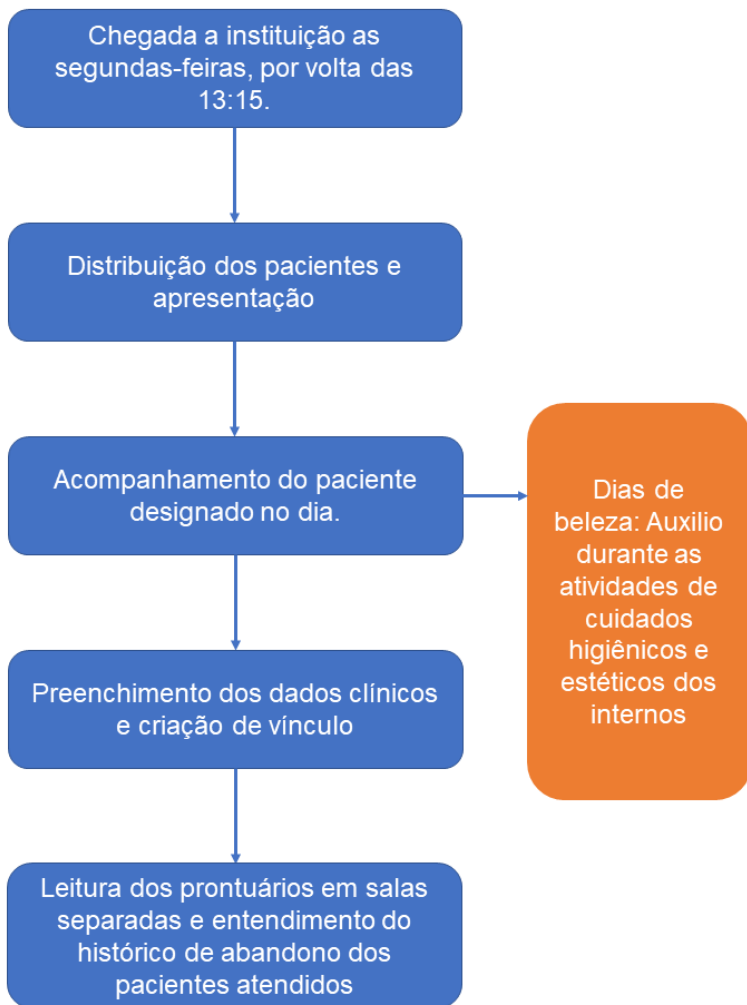 Chegada a instituição as
segundas-feiras, por volta das
13:15.
Distribuição dos pacientes e
apresentação
Acompanhamento do paciente
designado no dia.
Dias de
beleza: Auxilio
durante as
atividades de
cuidados
higiênicos e
estéticos dos
internos
Preenchimento dos dados clínicos
e criação de vínculo
Leitura dos prontuários em salas
separadas e entendimento do
histórico de abandono dos
pacientes atendidos